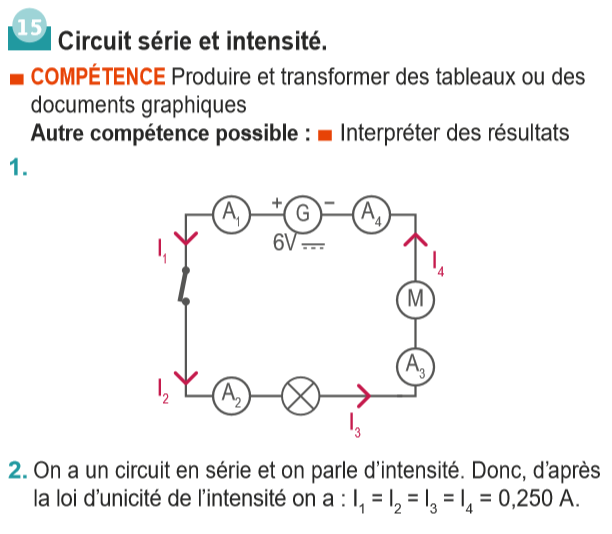 15
Circuit série et intensité.
COMPÉTENCE Produire et transformer des tableaux ou des
documents graphiques
Autre compétence possible : Interpréter des résultats
1.
A₁ + G − A₄
6V
I₁
I₄
M
A₃
I₂
A₂
I₃
2. On a un circuit en série et on parle d’intensité. Donc, d’après
la loi d’unicité de l’intensité on a : I₁ = I₂ = I₃ = I₄ = 0,250 A.